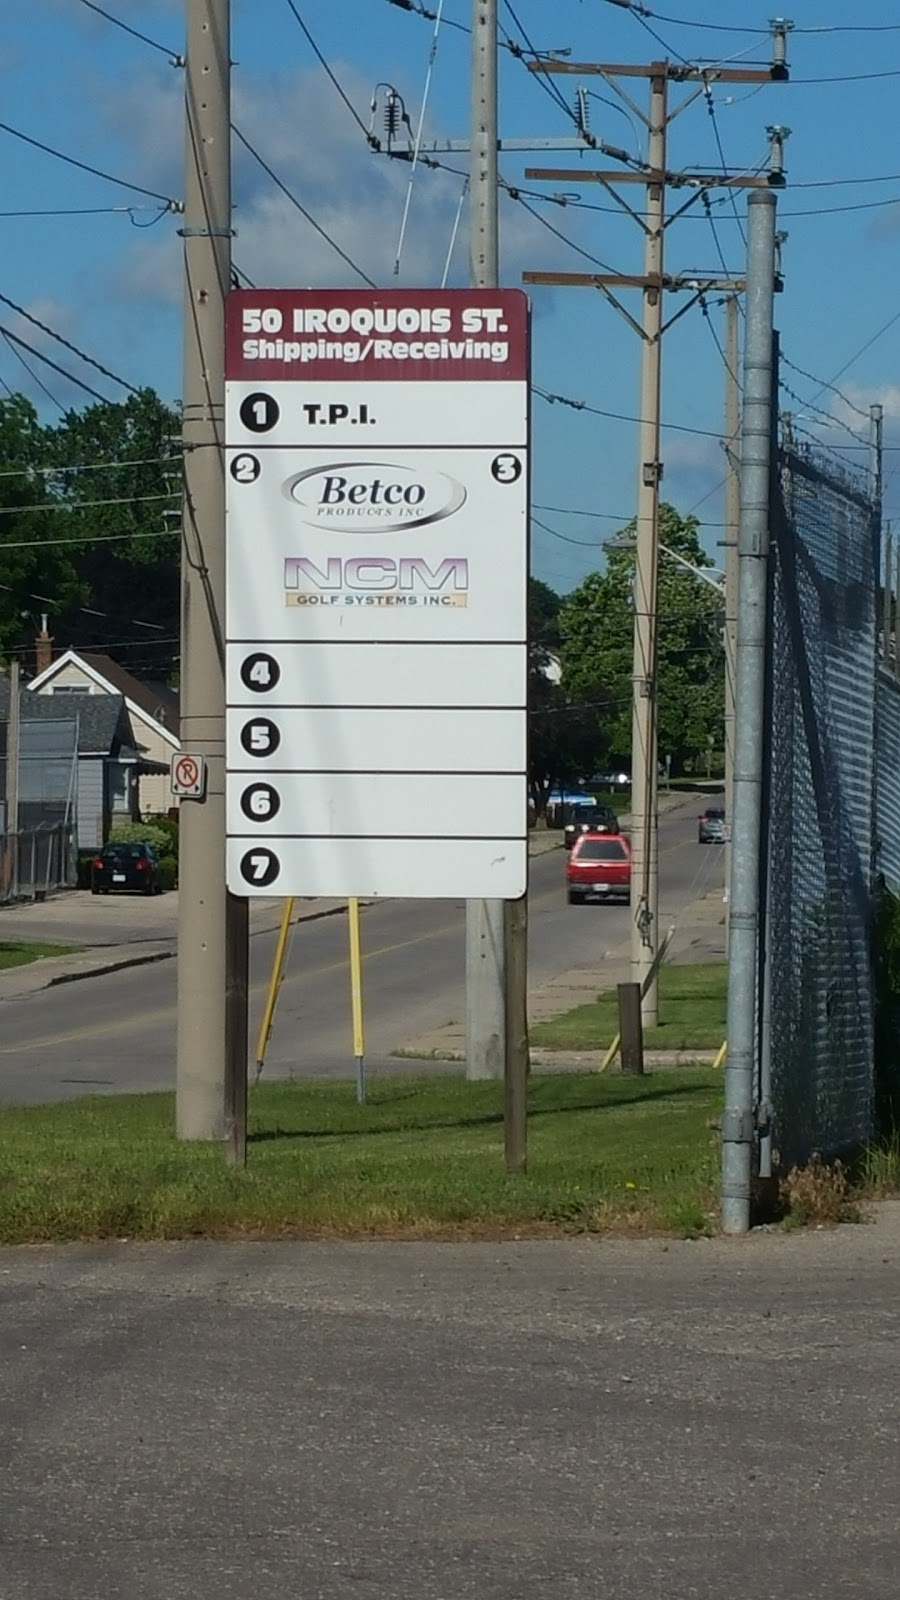 50 IROQUOIS ST.
Shipping/Receiving
1 T.P.I.
2 3
Betco
PRODUCTS INC
NCM
GOLF SYSTEMS INC.
4
5
6
7
P